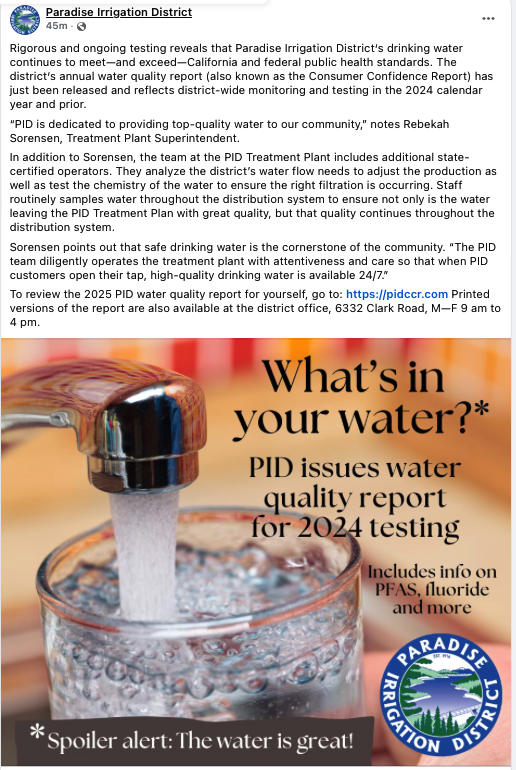 Paradise Irrigation District
45m ·
Rigorous and ongoing testing reveals that Paradise Irrigation District's drinking water
continues to meet—and exceed—California and federal public health standards. The
district's annual water quality report (also known as the Consumer Confidence Report) has
just been released and reflects district-wide monitoring and testing in the 2024 calendar
year and prior.
"PID is dedicated to providing top-quality water to our community," notes Rebekah
Sorensen, Treatment Plant Superintendent.
In addition to Sorensen, the team at the PID Treatment Plant includes additional state-
certified operators. They analyze the district's water flow needs to adjust the production as
well as test the chemistry of the water to ensure the right filtration is occurring. Staff
routinely samples water throughout the distribution system to ensure not only is the water
leaving the PID Treatment Plan with great quality, but that quality continues throughout the
distribution system.
Sorensen points out that safe drinking water is the cornerstone of the community. "The PID
team diligently operates the treatment plant with attentiveness and care so that when PID
customers open their tap, high-quality drinking water is available 24/7."
To review the 2025 PID water quality report for yourself, go to: https://pidccr.com Printed
versions of the report are also available at the district office, 6332 Clark Road, M—F 9 am to
4 pm.
What's in
your water?*
PID issues water
quality report
for 2024 testing
Includes info on
PFAS, fluoride
and more
PARADISE
IRRIGATION DISTRICT
*Spoiler alert: The water is great!